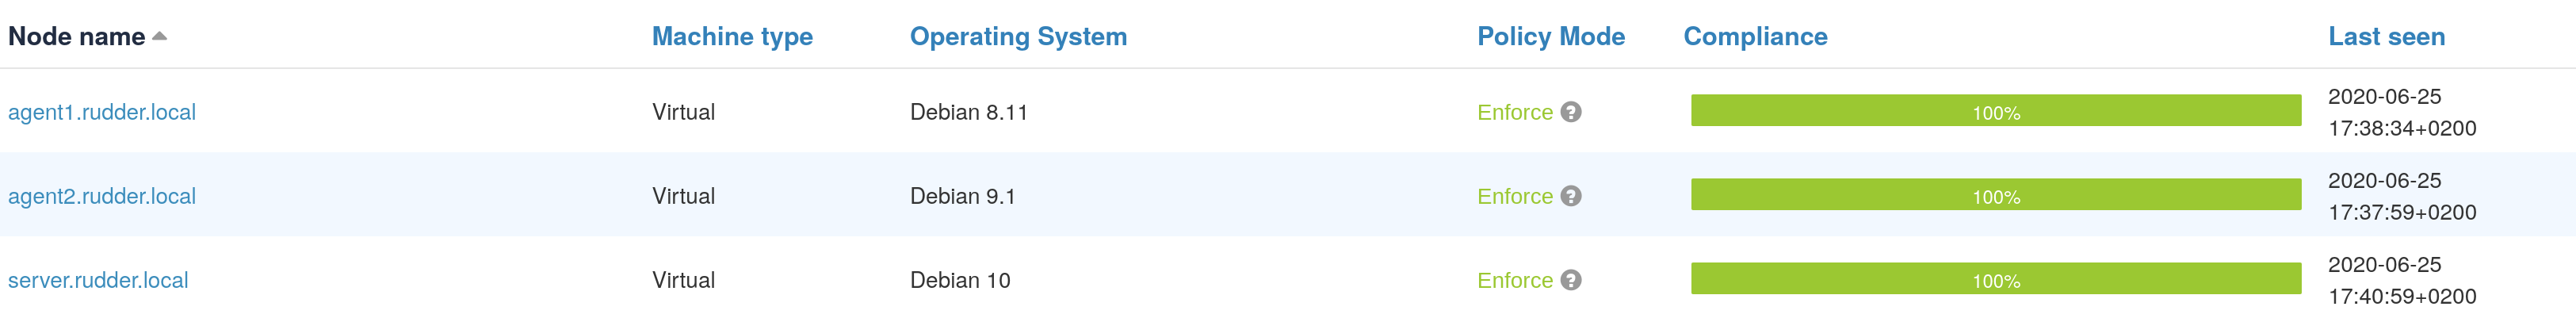 Node name Machine type Operating System Policy Mode Compliance Last seen
agent1.rudder.local Virtual Debian 8.11 Enforce ? 100% 2020-06-25
17:38:34+0200
agent2.rudder.local Virtual Debian 9.1 Enforce ? 100% 2020-06-25
17:37:59+0200
server.rudder.local Virtual Debian 10 Enforce ? 100% 2020-06-25
17:40:59+0200